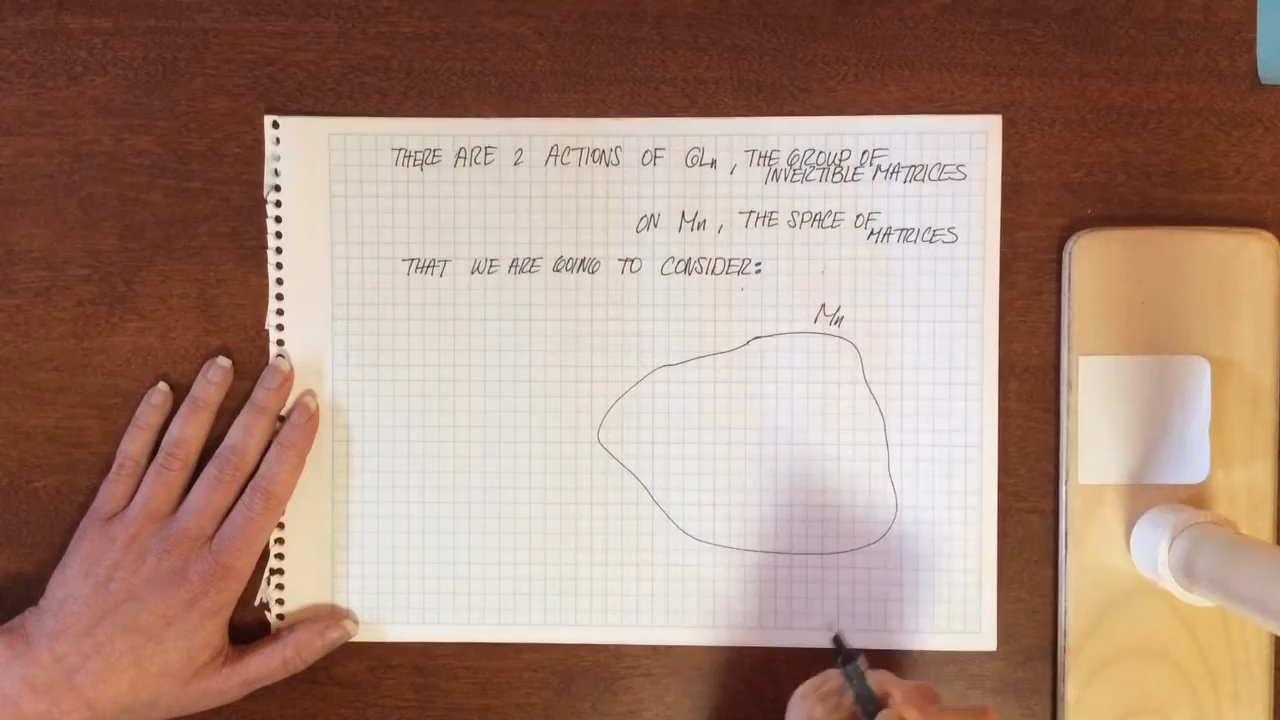 THERE ARE 2 ACTIONS OF GLn, THE GROUP OF
INVERTIBLE MATRICES
ON Mn, THE SPACE OF
MATRICES
THAT WE ARE GOING TO CONSIDER:
Mn